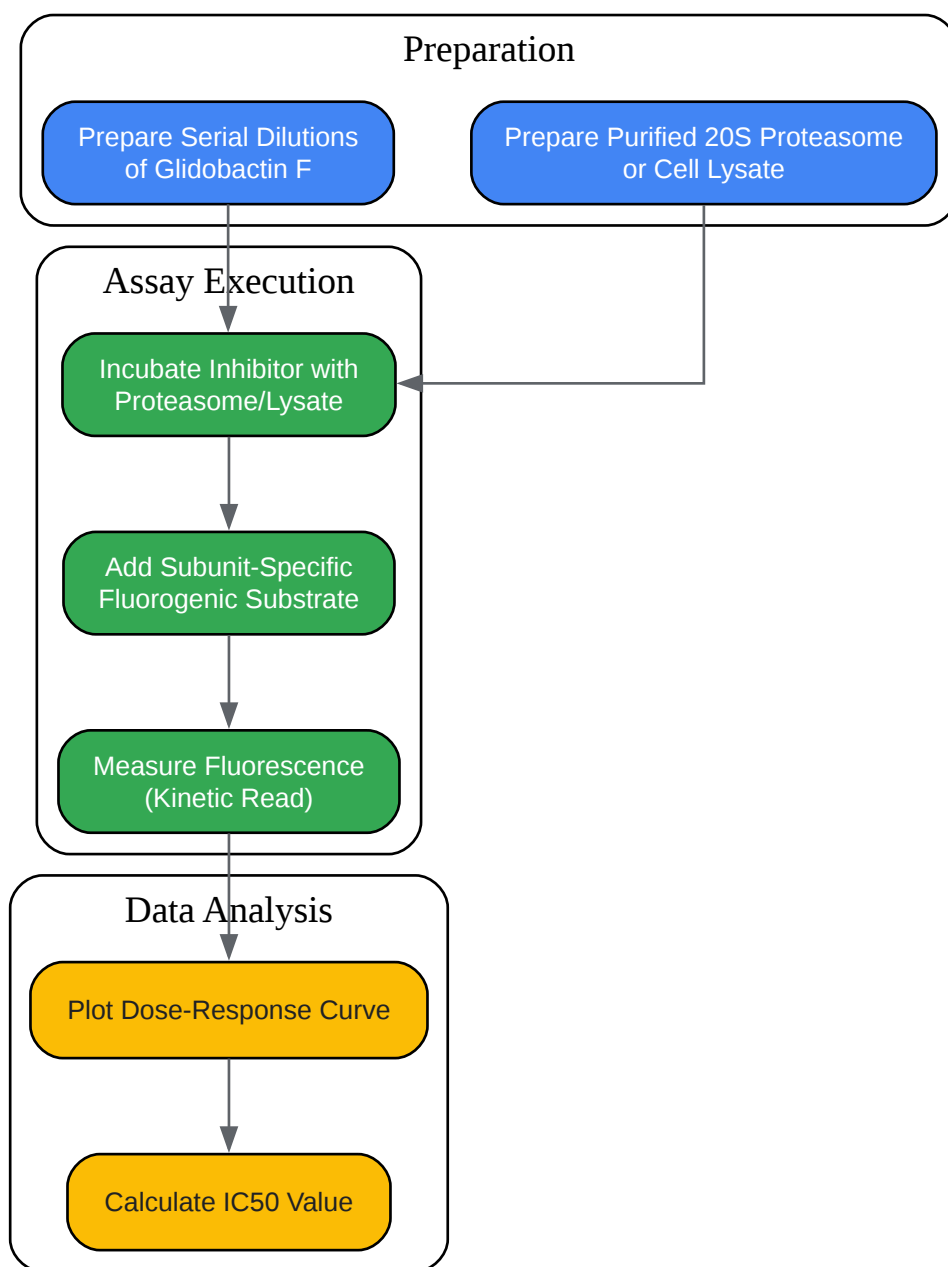 Preparation
Prepare Serial Dilutions
of Glidobactin F
Prepare Purified 20S Proteasome
or Cell Lysate
Assay Execution
Incubate Inhibitor with
Proteasome/Lysate
Add Subunit-Specific
Fluorogenic Substrate
Measure Fluorescence
(Kinetic Read)
Data Analysis
Plot Dose-Response Curve
Calculate IC50 Value